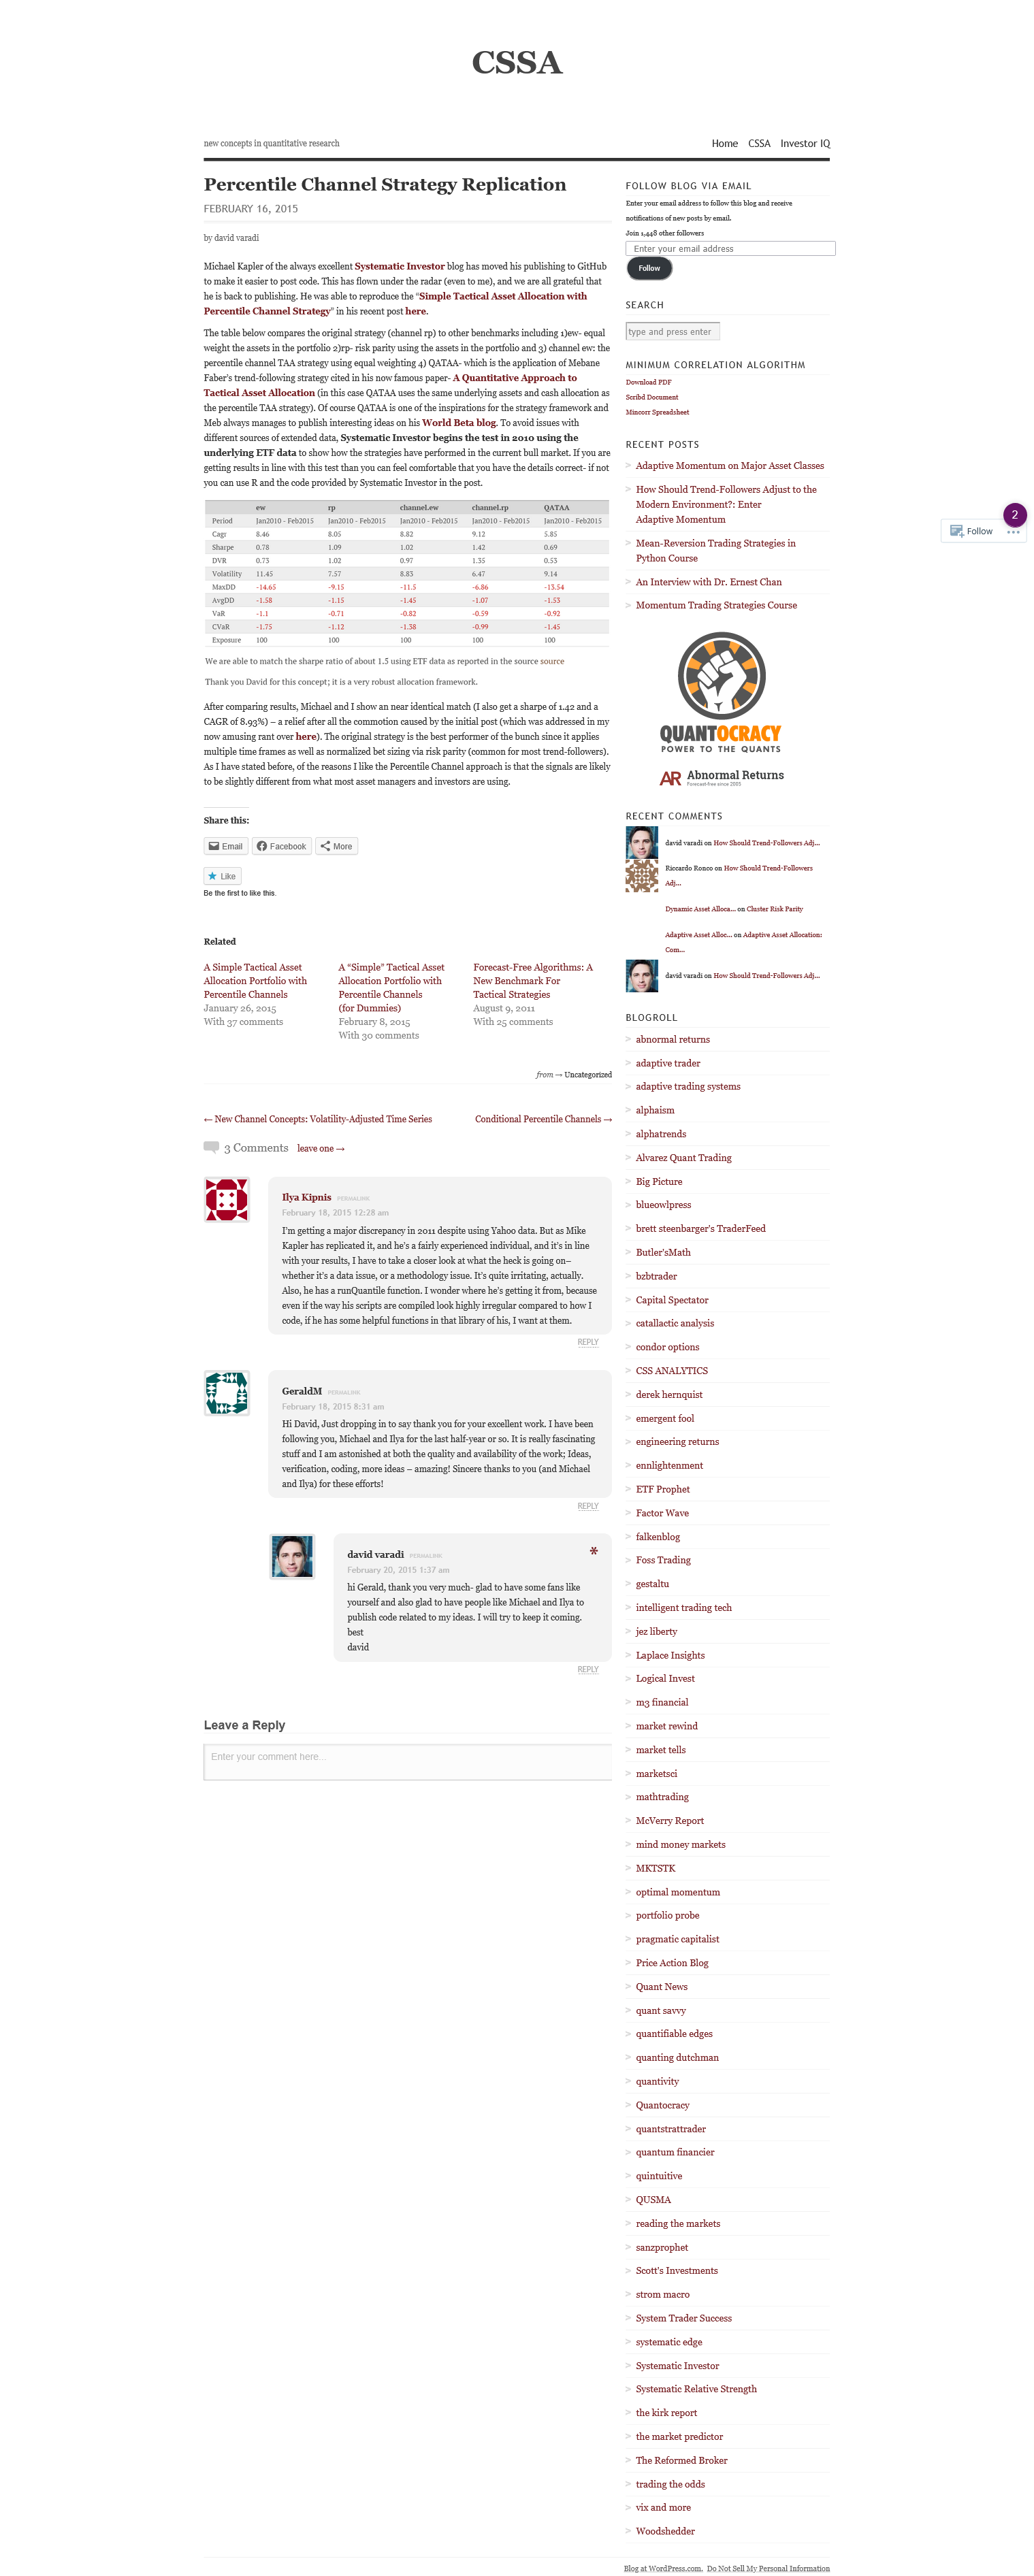 CSSA
new concepts in quantitative research
Home CSSA Investor IQ
Percentile Channel Strategy Replication
FEBRUARY 16, 2015
by david varadi
Michael Kapler of the always excellent Systematic Investor blog has moved his publishing to GitHub
to make it easier to post code. This has flown under the radar (even to me), and we are all grateful that
he is back to publishing. He was able to reproduce the “Simple Tactical Asset Allocation with
Percentile Channel Strategy” in his recent post here.
The table below compares the original strategy (channel rp) to other benchmarks including 1)ew- equal
weight the assets in the portfolio 2)rp- risk parity using the assets in the portfolio and 3) channel ew: the
percentile channel TAA strategy using equal weighting 4) QATAA- which is the application of Mebane
Faber's trend-following strategy cited in his now famous paper- A Quantitative Approach to
Tactical Asset Allocation (in this case QATAA uses the same underlying assets and cash allocation as
the percentile TAA strategy). Of course QATAA is one of the inspirations for the strategy framework and
Meb always manages to publish interesting ideas on his World Beta blog. To avoid issues with
different sources of extended data, Systematic Investor begins the test in 2010 using the
underlying ETF data to show how the strategies have performed in the current bull market. If you are
getting results in line with this test than you can feel comfortable that you have the details correct- if not
you can use R and the code provided by Systematic Investor in the post.
ew rp channel.ew channel.rp QATAA
Period Jan2010 - Feb2015 Jan2010 - Feb2015 Jan2010 - Feb2015 Jan2010 - Feb2015 Jan2010 - Feb2015
Cagr 8.46 8.05 8.82 9.12 5.85
Sharpe 0.78 1.09 1.02 1.42 0.69
DVR 0.73 1.02 0.97 1.35 0.53
Volatility 11.45 7.57 8.83 6.47 9.14
MaxDD -14.65 -9.15 -11.5 -6.86 -13.54
AvgDD -1.58 -1.15 -1.45 -1.07 -1.53
VaR -1.1 -0.71 -0.82 -0.59 -0.92
CVaR -1.75 -1.12 -1.38 -0.99 -1.45
Exposure 100 100 100 100 100
We are able to match the sharpe ratio of about 1.5 using ETF data as reported in the source source
Thank you David for this concept; it is a very robust allocation framework.
After comparing results, Michael and I show an near identical match (I also get a sharpe of 1.42 and a
CAGR of 8.93%) – a relief after all the commotion caused by the initial post (which was addressed in my
now amusing rant over here). The original strategy is the best performer of the bunch since it applies
multiple time frames as well as normalized bet sizing via risk parity (common for most trend-followers).
As I have stated before, of the reasons I like the Percentile Channel approach is that the signals are likely
to be slightly different from what most asset managers and investors are using.
Share this:
Email Facebook More
Like
Be the first to like this.
Related
A Simple Tactical Asset
Allocation Portfolio with
Percentile Channels
January 26, 2015
With 37 comments
A “Simple” Tactical Asset
Allocation Portfolio with
Percentile Channels
(for Dummies)
February 8, 2015
With 30 comments
Forecast-Free Algorithms: A
New Benchmark For
Tactical Strategies
August 9, 2011
With 25 comments
from → Uncategorized
← New Channel Concepts: Volatility-Adjusted Time Series
Conditional Percentile Channels →
3 Comments leave one →
Ilya Kipnis PERMALINK
February 18, 2015 12:28 am
I'm getting a major discrepancy in 2011 despite using Yahoo data. But as Mike
Kapler has replicated it, and he's a fairly experienced individual, and it's in line
with your results, I have to take a closer look at what the heck is going on–
whether it's a data issue, or a methodology issue. It's quite irritating, actually.
Also, he has a runQuantile function. I wonder where he's getting it from, because
even if the way his scripts are compiled look highly irregular compared to how I
code, if he has some helpful functions in that library of his, I want at them.
REPLY
GeraldM PERMALINK
February 18, 2015 8:31 am
Hi David, Just dropping in to say thank you for your excellent work. I have been
following you, Michael and Ilya for the last half-year or so. It is really fascinating
stuff and I am astonished at both the quality and availability of the work; Ideas,
verification, coding, more ideas – amazing! Sincere thanks to you (and Michael
and Ilya) for these efforts!
REPLY
david varadi PERMALINK *
February 20, 2015 1:37 am
hi Gerald, thank you very much- glad to have some fans like
yourself and also glad to have people like Michael and Ilya to
publish code related to my ideas. I will try to keep it coming.
best
david
REPLY
Leave a Reply
Enter your comment here...
FOLLOW BLOG VIA EMAIL
Enter your email address to follow this blog and receive
notifications of new posts by email.
Join 1,448 other followers
Enter your email address
Follow
SEARCH
type and press enter
MINIMUM CORRELATION ALGORITHM
Download PDF
Scribd Document
Mincorr Spreadsheet
RECENT POSTS
> Adaptive Momentum on Major Asset Classes
> How Should Trend-Followers Adjust to the
Modern Environment?: Enter
Adaptive Momentum
> Mean-Reversion Trading Strategies in
Python Course
> An Interview with Dr. Ernest Chan
> Momentum Trading Strategies Course
QUANTOCRACY
POWER TO THE QUANTS
AR Abnormal Returns
Forecast-free since 2005
RECENT COMMENTS
david varadi on How Should Trend-Followers Adj...
Riccardo Ronco on How Should Trend-Followers
Adj...
Dynamic Asset Alloca... on Cluster Risk Parity
Adaptive Asset Alloc... on Adaptive Asset Allocation:
Com...
david varadi on How Should Trend-Followers Adj...
BLOGROLL
> abnormal returns
> adaptive trader
> adaptive trading systems
> alphaism
> alphatrends
> Alvarez Quant Trading
> Big Picture
> blueowlpress
> brett steenbarger's TraderFeed
> Butler'sMath
> bzbtrader
> Capital Spectator
> catallactic analysis
> condor options
> CSS ANALYTICS
> derek hernquist
> emergent fool
> engineering returns
> ennlightenment
> ETF Prophet
> Factor Wave
> falkenblog
> Foss Trading
> gestaltu
> intelligent trading tech
> jez liberty
> Laplace Insights
> Logical Invest
> m3 financial
> market rewind
> market tells
> marketsci
> mathtrading
> McVerry Report
> mind money markets
> MKTSTK
> optimal momentum
> portfolio probe
> pragmatic capitalist
> Price Action Blog
> Quant News
> quant savvy
> quantifiable edges
> quanting dutchman
> quantivity
> Quantocracy
> quantstrattrader
> quantum financier
> quintuitive
> QUSMA
> reading the markets
> sanzprophet
> Scott's Investments
> strom macro
> System Trader Success
> systematic edge
> Systematic Investor
> Systematic Relative Strength
> the kirk report
> the market predictor
> The Reformed Broker
> trading the odds
> vix and more
> Woodshedder
2
Follow ...
Blog at WordPress.com. Do Not Sell My Personal Information